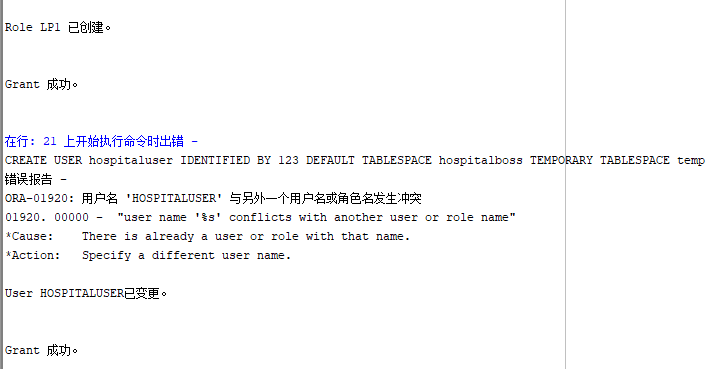 Role LP1 已创建。
Grant 成功。
在行: 21 上开始执行命令时出错 -
CREATE USER hospitaluser IDENTIFIED BY 123 DEFAULT TABLESPACE hospitalboss TEMPORARY TABLESPACE temp
错误报告 -
ORA-01920: 用户名 'HOSPITALUSER' 与另外一个用户名或角色名发生冲突
01920. 00000 -  "user name '%s' conflicts with another user or role name"
*Cause:    There is already a user or role with that name.
*Action:   Specify a different user name.
User HOSPITALUSER已变更。
Grant 成功。